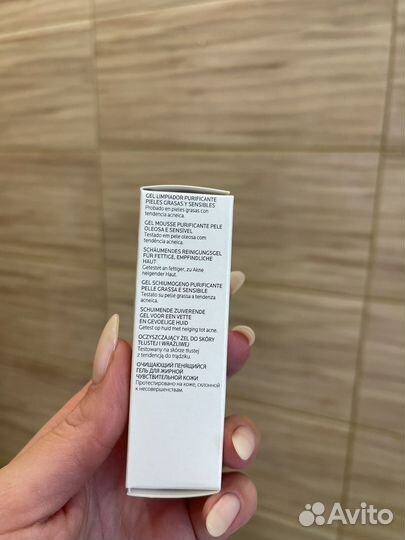 GEL LIMPIADOR PURIFICANTE
PIELES GRASAS Y SENSIBLES
Probado en pieles grasas con
tendencia acneica.
GEL MOUSSE PURIFICANTE PELE
OLEOSA E SENSÍVEL
Testado em pele oleosa com
tendência acneica.
SCHÄUMENDES REINIGUNGSGEL
FÜR FETTIGE, EMPFINDLICHE
HAUT
Getestet an fettiger, zu Akne
neigender Haut.
GEL SCHIUMOGENO PURIFICANTE
PELLE GRASSA E SENSIBILE
Testato su pelle grassa a tendenza
acneica.
SCHUIMENDE ZUIVERENDE
GEL VOOR EEN VETTE
EN GEVOELIGE HUID
Getest op huid met neiging tot acne.
OCZYSZCZAJĄCY ŻEL DO SKÓRY
TŁUSTEJ I WRAŻLIWEJ
Testowany na skórze tłustej
z tendencją do trądziku.
ОЧИЩАЮЩИЙ ПЕНЯЩИЙСЯ
ГЕЛЬ ДЛЯ ЖИРНОЙ
ЧУВСТВИТЕЛЬНОЙ КОЖИ
Протестировано на коже, склонной
к несовершенствам.
Avito